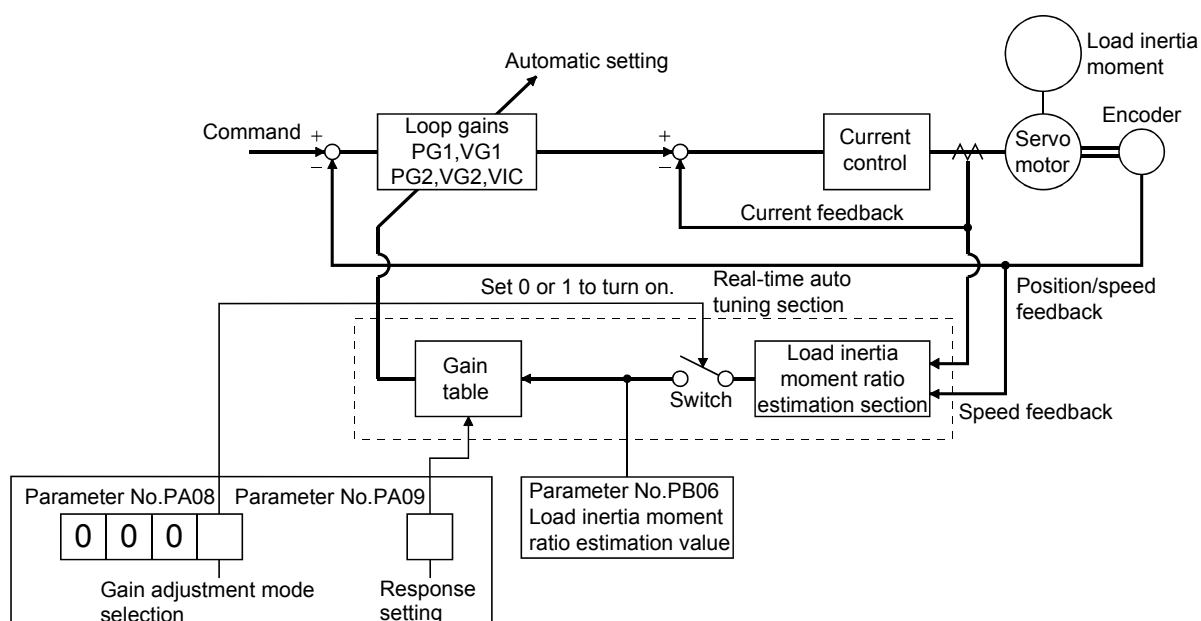 Load inertia
moment
Automatic setting
Encoder
Command
+
−
Loop gains
PG1,VG1
PG2,VG2,VIC
+
−
Current
control
Servo
motor
Current feedback
Set 0 or 1 to turn on.
Real-time auto
tuning section
Position/speed
feedback
Gain
table
Switch
Load inertia
moment ratio
estimation section
Speed feedback
Parameter No.PA08
Parameter No.PA09
0 0 0
Gain adjustment mode
selection
Response
setting
Parameter No.PB06
Load inertia moment
ratio estimation value